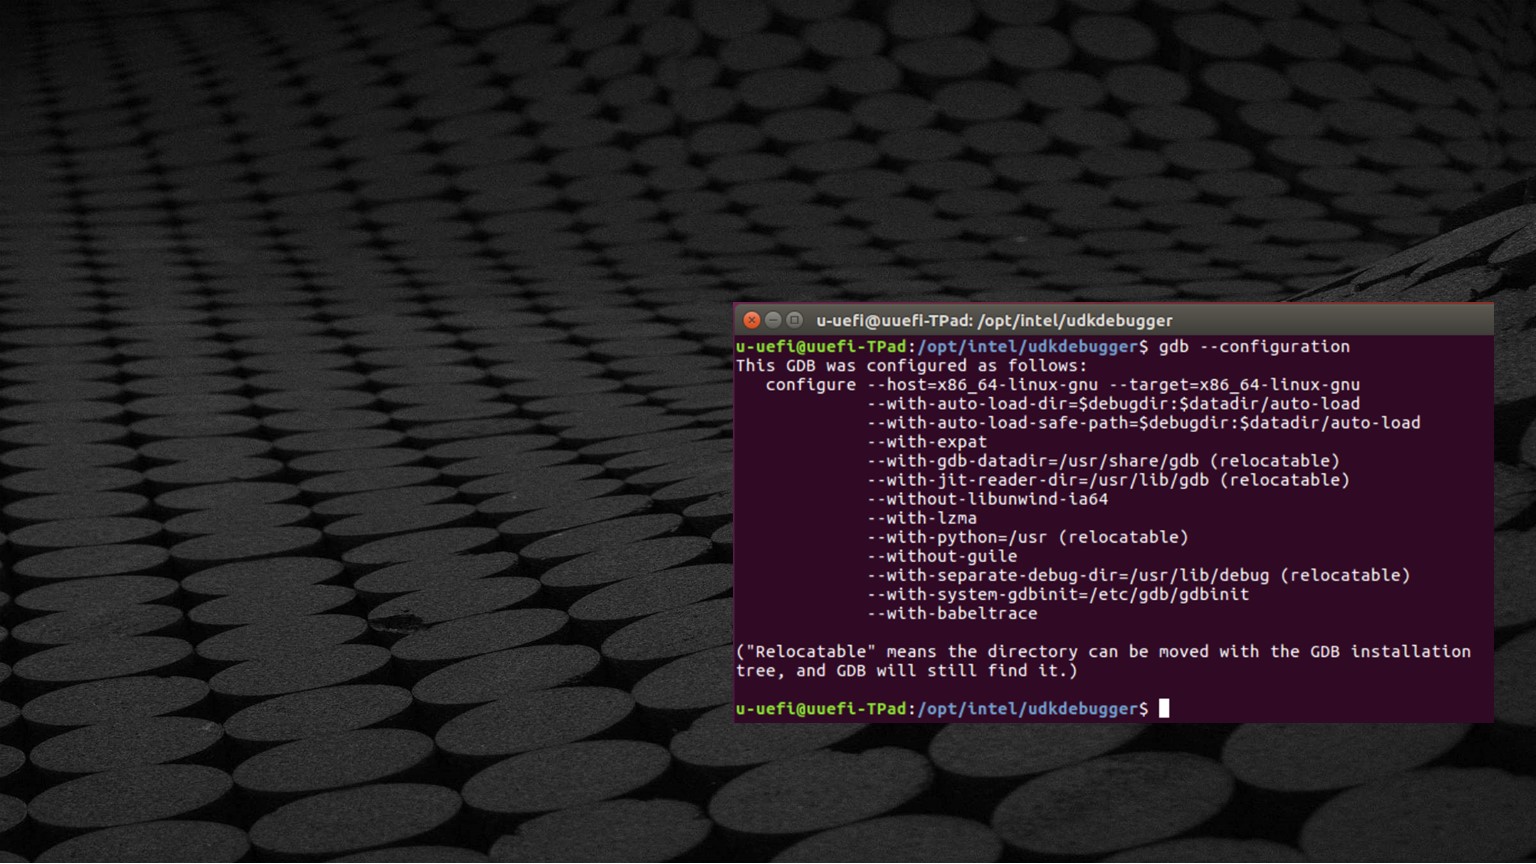 u-uefi@uuefi-TPad: /opt/intel/udkdebugger
u-uefi@uuefi-TPad:/opt/intel/udkdebugger$ gdb --configuration
This GDB was configured as follows:
   configure --host=x86_64-linux-gnu --target=x86_64-linux-gnu
             --with-auto-load-dir=$debugdir:$datadir/auto-load
             --with-auto-load-safe-path=$debugdir:$datadir/auto-load
             --with-expat
             --with-gdb-datadir=/usr/share/gdb (relocatable)
             --with-jit-reader-dir=/usr/lib/gdb (relocatable)
             --without-libunwind-ia64
             --with-lzma
             --with-python=/usr (relocatable)
             --without-guile
             --with-separate-debug-dir=/usr/lib/debug (relocatable)
             --with-system-gdbinit=/etc/gdb/gdbinit
             --with-babeltrace
("Relocatable" means the directory can be moved with the GDB installation
tree, and GDB will still find it.)
u-uefi@uuefi-TPad:/opt/intel/udkdebugger$